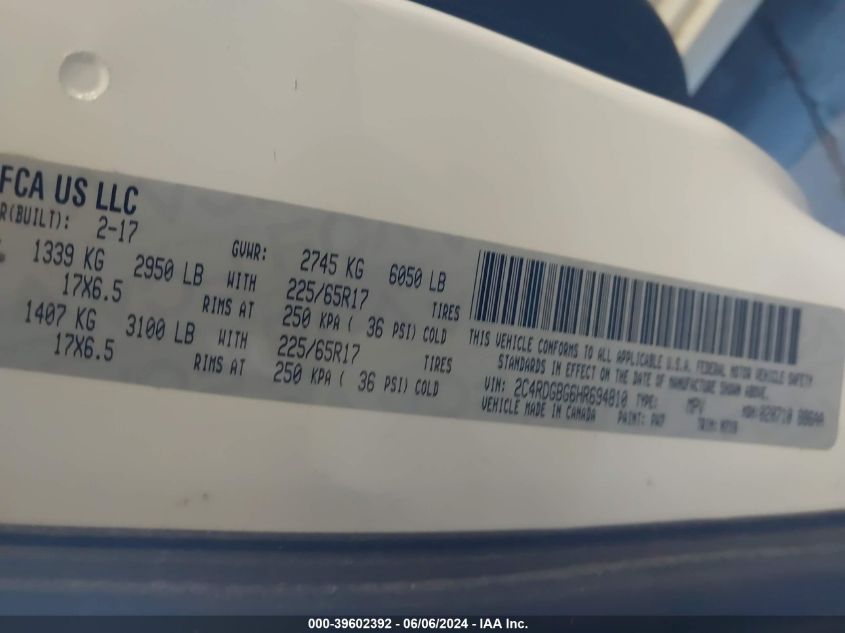 FCA US LLC
R(BUILT): 2-17
GVWR: 2745 KG 6050 LB
1339 KG 2950 LB WITH 225/65R17 TIRES
17X6.5 RIMS AT 250 KPA ( 36 PSI) COLD
1407 KG 3100 LB WITH 225/65R17 TIRES
17X6.5 RIMS AT 250 KPA ( 36 PSI) COLD
THIS VEHICLE CONFORMS TO ALL APPLICABLE U.S.A. FEDERAL MOTOR VEHICLE SAFETY
STANDARDS IN EFFECT ON THE DATE OF MANUFACTURE SHOWN ABOVE.
VIN: 2C4RDGBG6HR694810 TYPE: MPV MDH: 020710
VEHICLE MADE IN CANADA PAINT: PW7 TRIM:
000-39602392 - 06/06/2024 - IAA Inc.